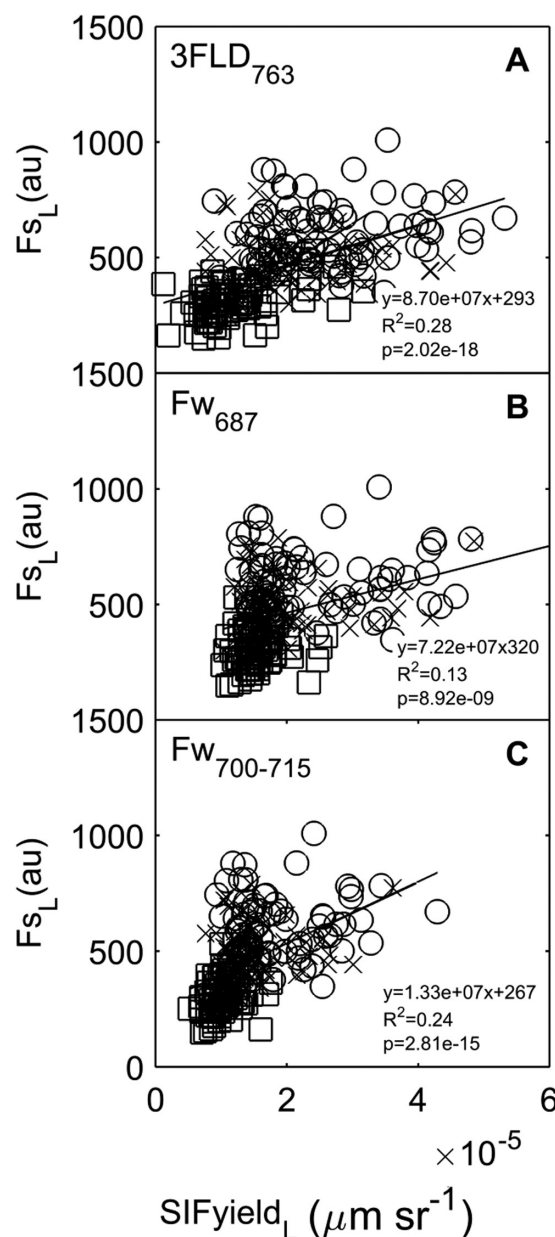 1500
3FLD763
A
1000
FsL(au)
500
y=8.70e+07x+293
R2=0.28
p=2.02e-18
1500
Fw687
B
1000
FsL(au)
500
y=7.22e+07x320
R2=0.13
p=8.92e-09
1500
Fw700-715
C
1000
FsL(au)
500
y=1.33e+07x+267
R2=0.24
p=2.81e-15
0
0 2 4 6
× 10-5
SIFyieldL (μm sr-1)